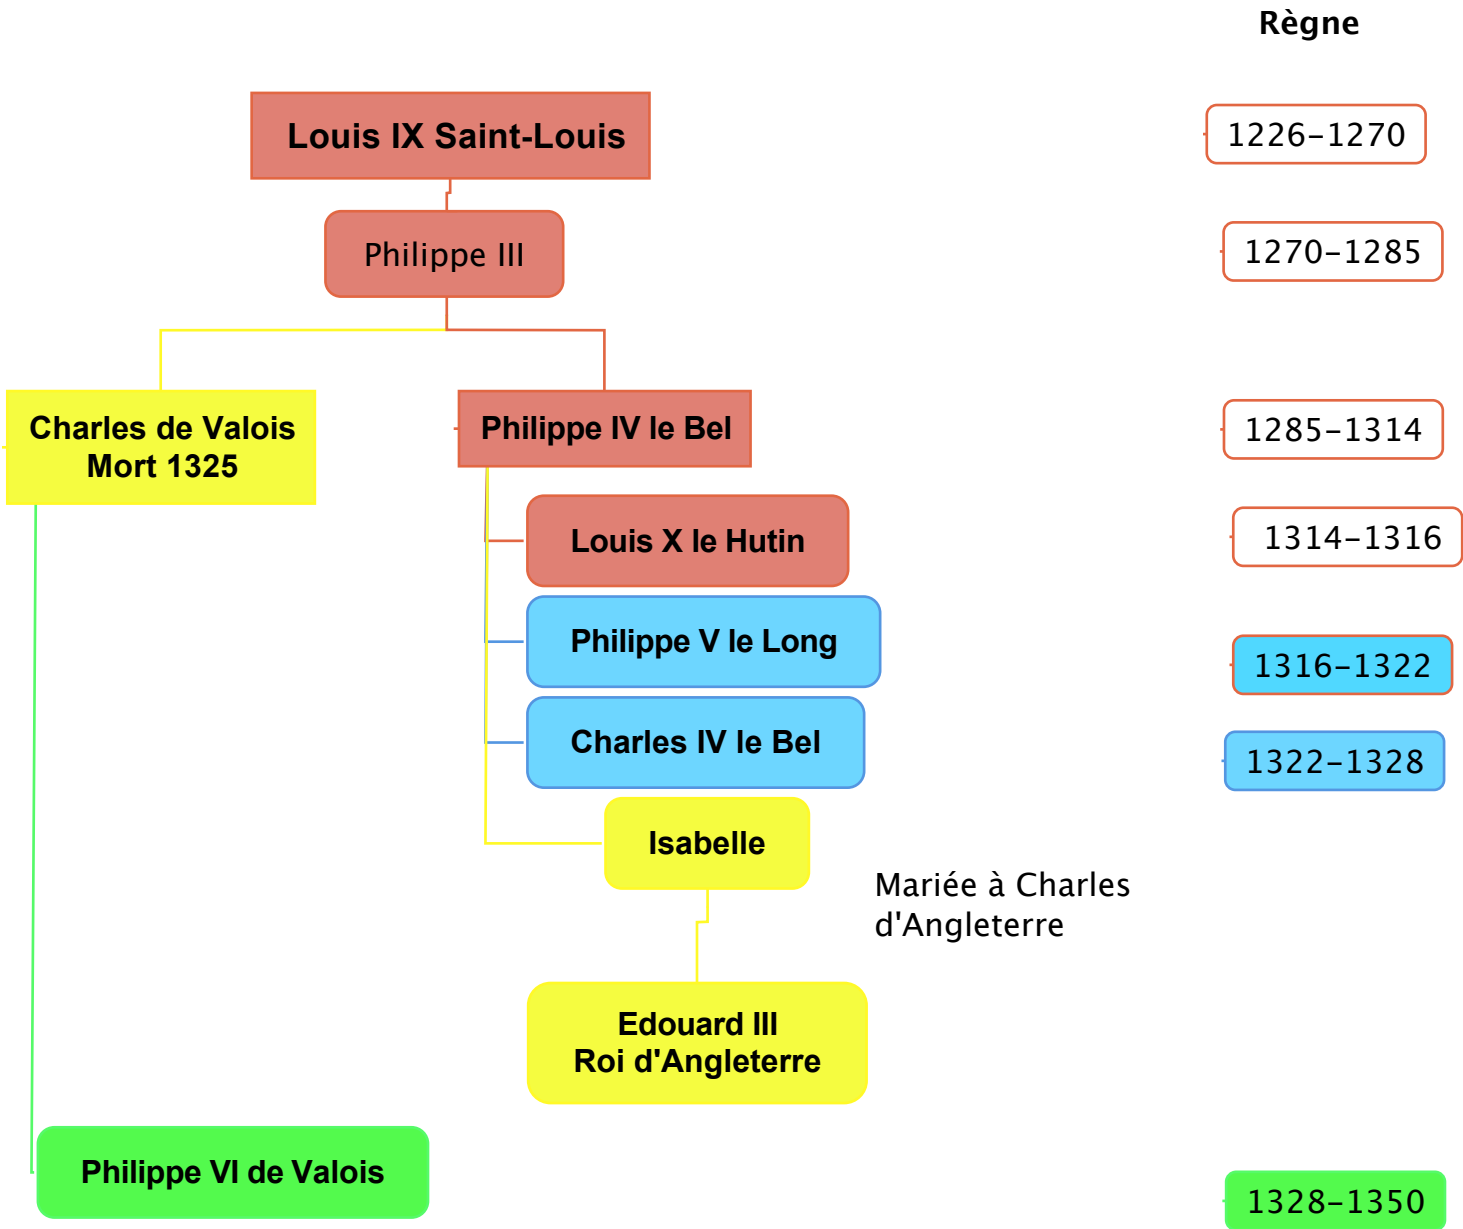 Règne
Louis IX Saint-Louis
1226–1270
Philippe III
1270–1285
Charles de Valois
Mort 1325
Philippe IV le Bel
1285–1314
Louis X le Hutin
1314–1316
Philippe V le Long
1316–1322
Charles IV le Bel
1322–1328
Isabelle
Mariée à Charles
d'Angleterre
Edouard III
Roi d'Angleterre
Philippe VI de Valois
1328–1350